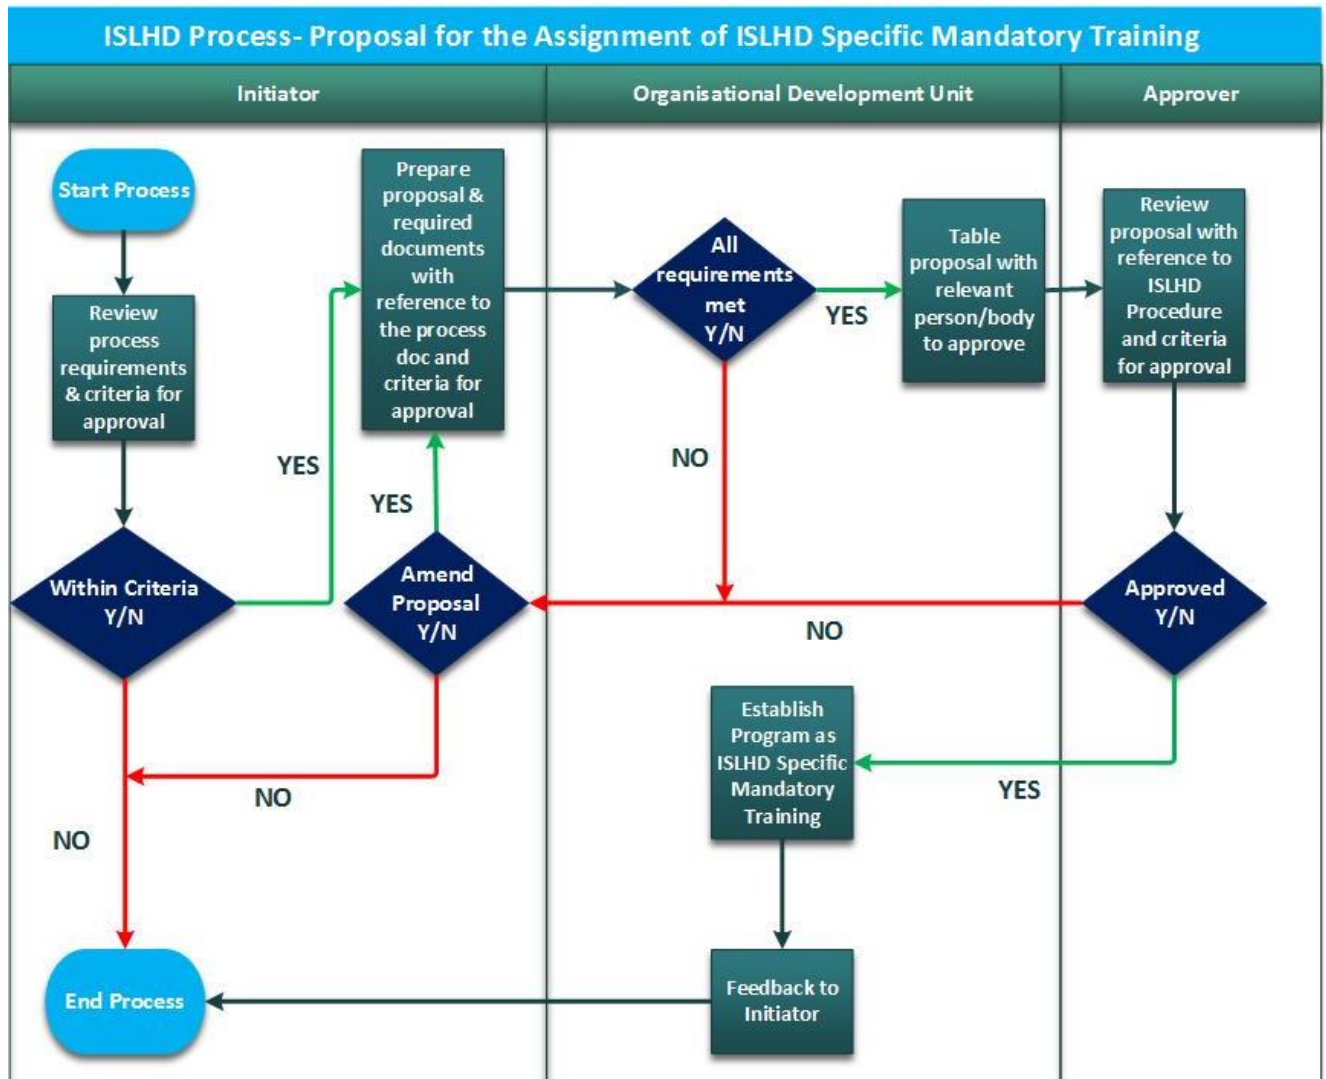 ISLHD Process- Proposal for the Assignment of ISLHD Specific Mandatory Training
Initiator
Organisational Development Unit
Approver
Start Process
Review
process
requirements
& criteria for
approval
Within Criteria
Y/N
YES
NO
Prepare
proposal &
required
documents
with
reference to
the process
doc and
criteria for
approval
YES
Amend
Proposal
Y/N
NO
End Process
All
requirements
met
Y/N
YES
NO
Table
proposal with
relevant
person/body
to approve
Review
proposal with
reference to
ISLHD
Procedure
and criteria
for approval
Approved
Y/N
NO
YES
Establish
Program as
ISLHD Specific
Mandatory
Training
Feedback to
Initiator